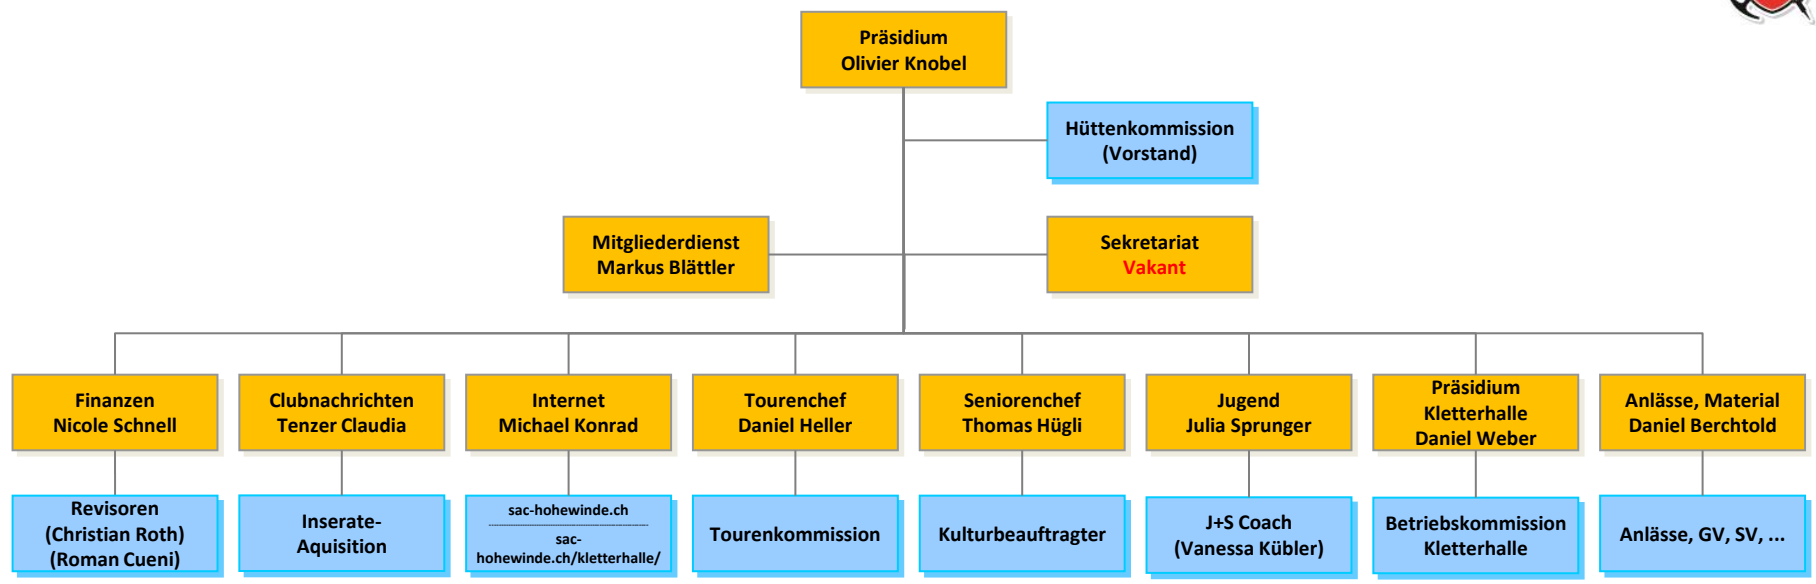 Präsidium
Olivier Knobel
Hüttenkommission
(Vorstand)
Mitgliederdienst
Markus Blättler
Sekretariat
Vakant
Finanzen
Nicole Schnell
Clubnachrichten
Tenzer Claudia
Internet
Michael Konrad
Tourenchef
Daniel Heller
Seniorenchef
Thomas Hügli
Jugend
Julia Sprunger
Präsidium
Kletterhalle
Daniel Weber
Anlässe, Material
Daniel Berchtold
Revisoren
(Christian Roth)
(Roman Cueni)
Inserate-
Aquisition
sac-hohewinde.ch
sac-
hohewinde.ch/kletterhalle/
Tourenkommission
Kulturbeauftragter
J+S Coach
(Vanessa Kübler)
Betriebskommission
Kletterhalle
Anlässe, GV, SV, ...